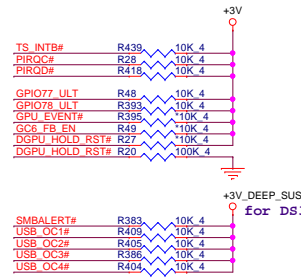 +3V
TS_INTB# R439 10K_4
PIRQC# R28 10K_4
PIRQD# R418 10K_4
GPIO77_ULT R48 10K_4
GPIO78_ULT R393 10K_4
GPU_EVENT# R395 *10K_4
GC6_FB_EN R49 *10K_4
DGPU_HOLD_RST# R27 *10K_4
DGPU_HOLD_RST# R20 100K_4
+3V_DEEP_SUS
for DS
SMBALERT# R383 10K_4
USB_OC1# R409 10K_4
USB_OC2# R405 10K_4
USB_OC3# R386 10K_4
USB_OC4# R404 10K_4